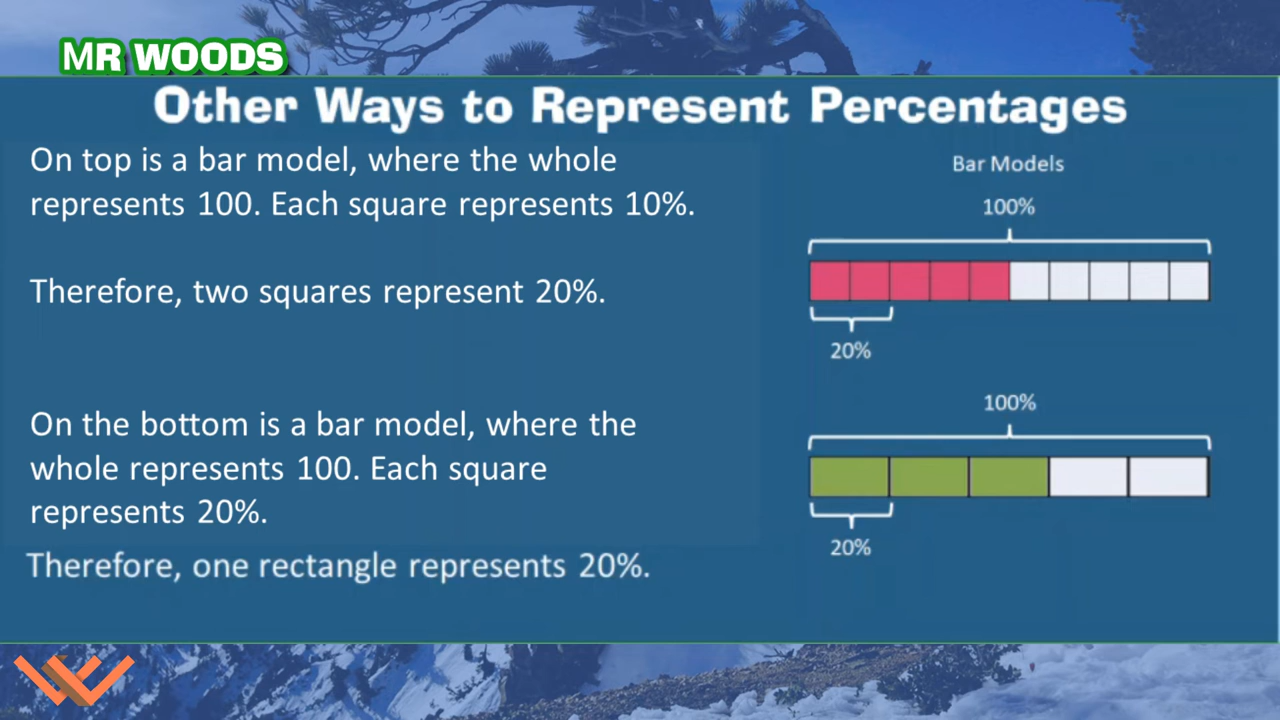 MR WOODS
Other Ways to Represent Percentages
On top is a bar model, where the whole
represents 100. Each square represents 10%.
Therefore, two squares represent 20%.
On the bottom is a bar model, where the
whole represents 100. Each square
represents 20%.
Therefore, one rectangle represents 20%.
Bar Models
100%
20%
100%
20%